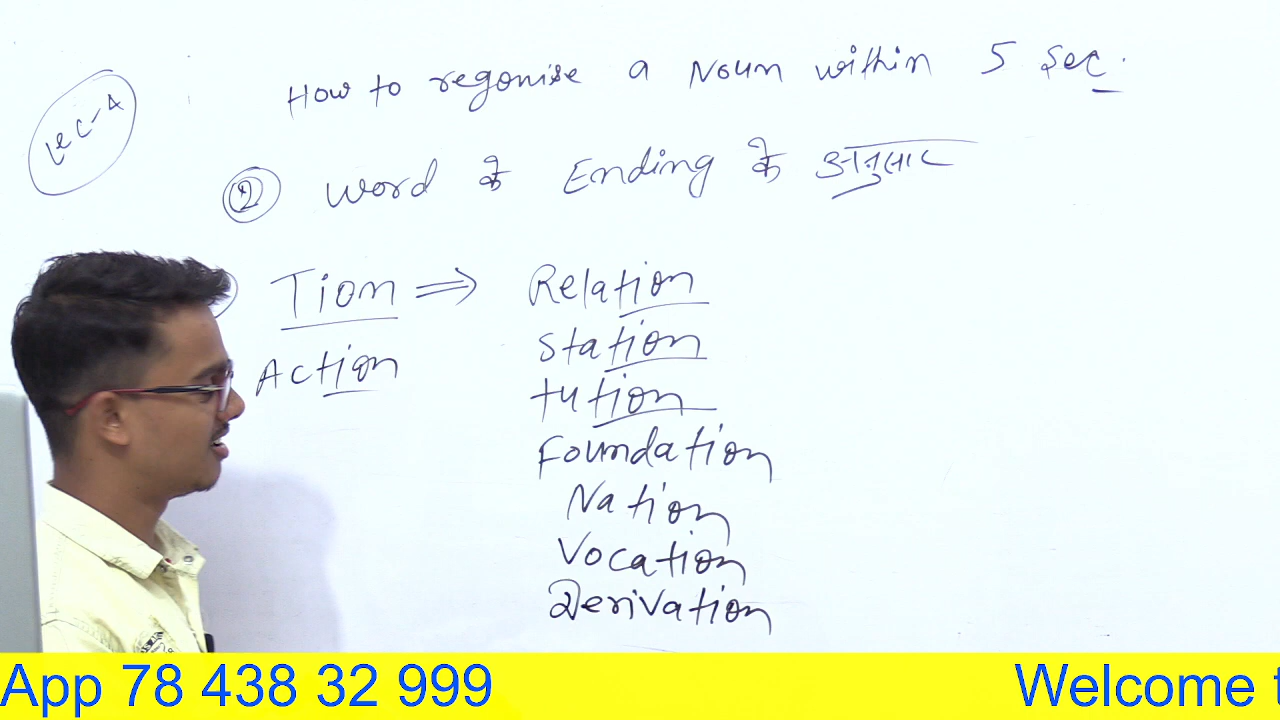 Lec-4
How to regonise a Noun within 5 Sec.
② Word के Ending के अनुसार
Tion ⇒ Relation
Action Station
tution
Foundation
Nation
Vocation
Derivation
App 78 438 32 999 Welcome t